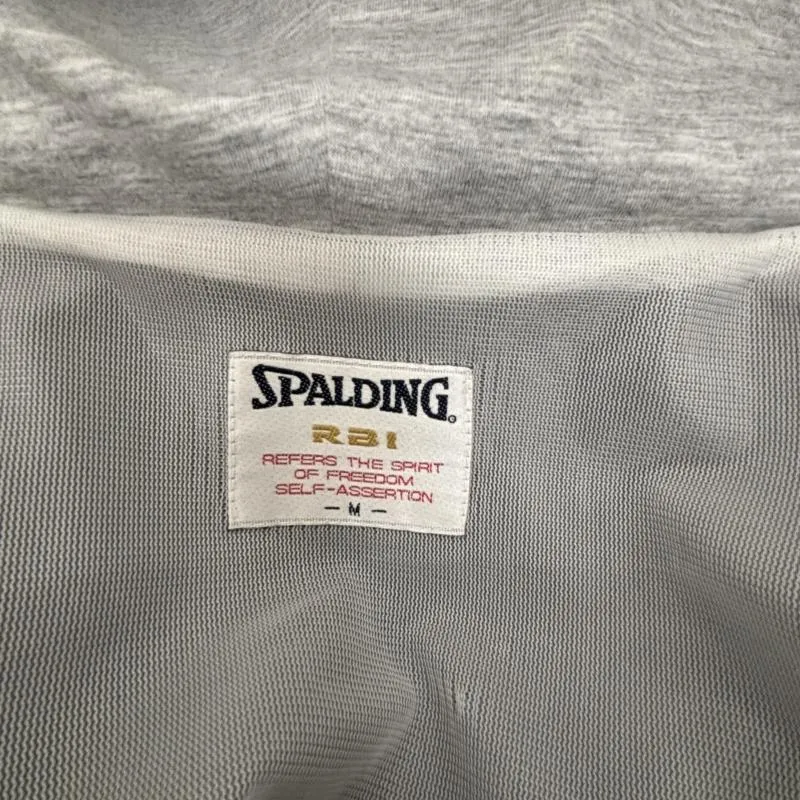 SPALDING®
RBI
REFERS THE SPIRIT
OF FREEDOM
SELF-ASSERTION
— M —